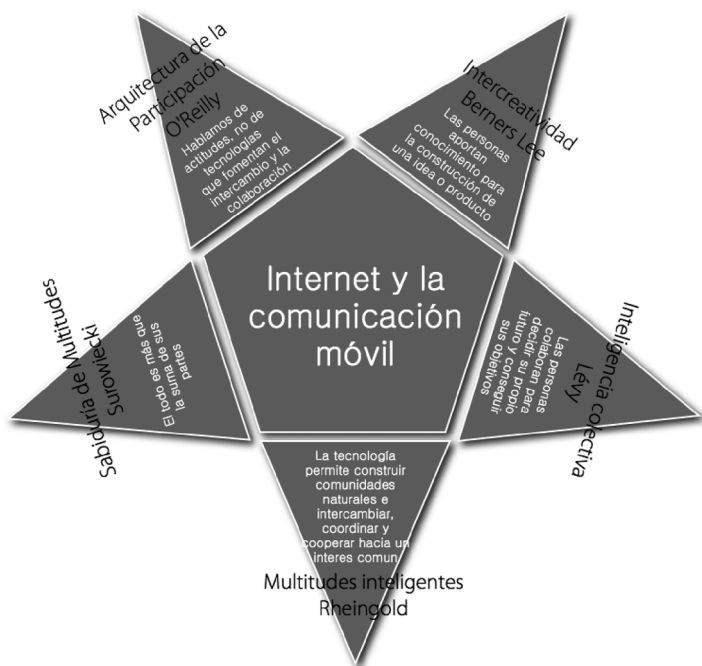 Arquitectura de la
Participación
O'Reilly
Hablamos de
actitudes, no de
tecnologías
que fomentan el
intercambio y la
colaboración
Intercreatividad
Berners Lee
Las personas
aportan
conocimiento para
la construcción de
una idea o producto
Internet y la
comunicación
móvil
Sabiduría de Multitudes
Surowiecki
El todo es más que
la suma de sus
partes
Inteligencia colectiva
Lévy
Las personas
colaboran para
decidir su propio
futuro y conseguir
sus objetivos
La tecnología
permite construir
comunidades
naturales e
intercambiar,
coordinar y
cooperar hacia un
interes comun
Multitudes inteligentes
Rheingold